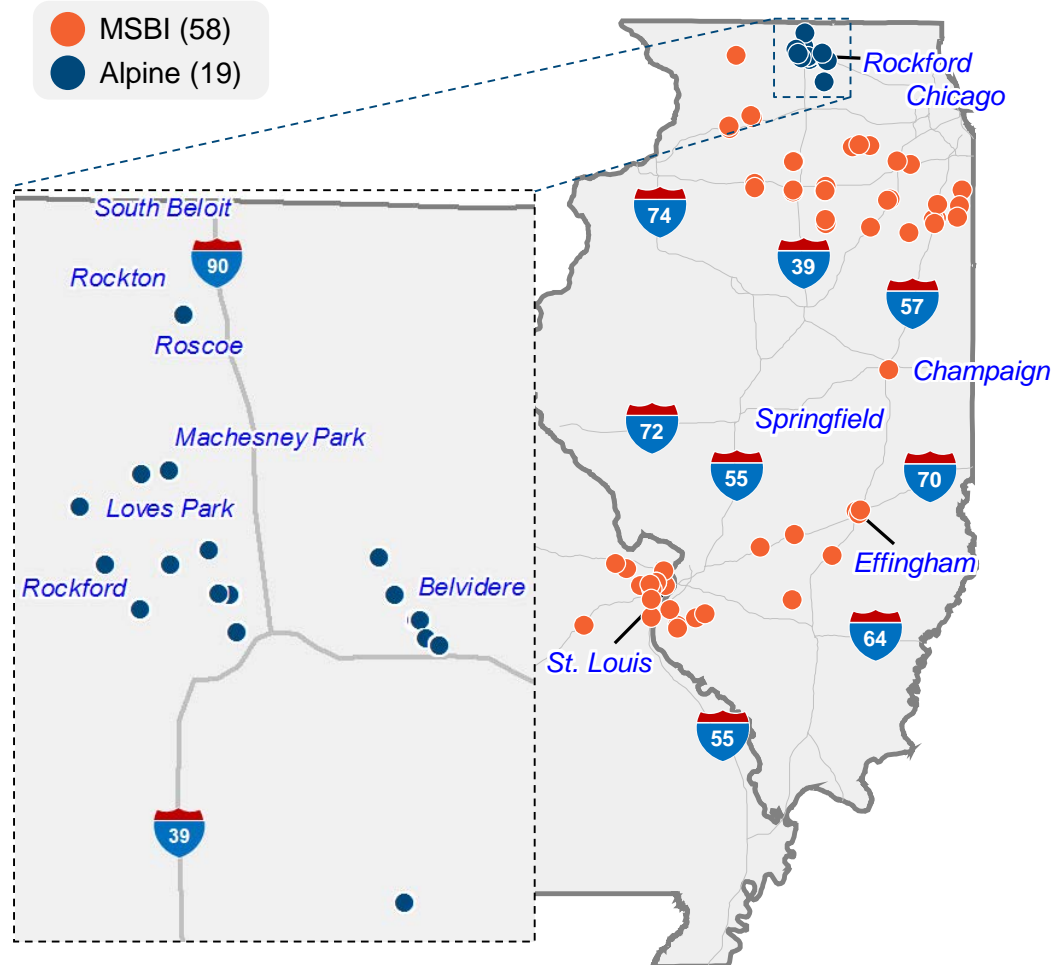 MSBI (58)
Alpine (19)
Rockford
Chicago
South Beloit
74
90
39
Rockton
57
Roscoe
Champaign
Springfield
72
Machesney Park
55
70
Loves Park
Effingham
Rockford
Belvidere
64
St. Louis
55
39